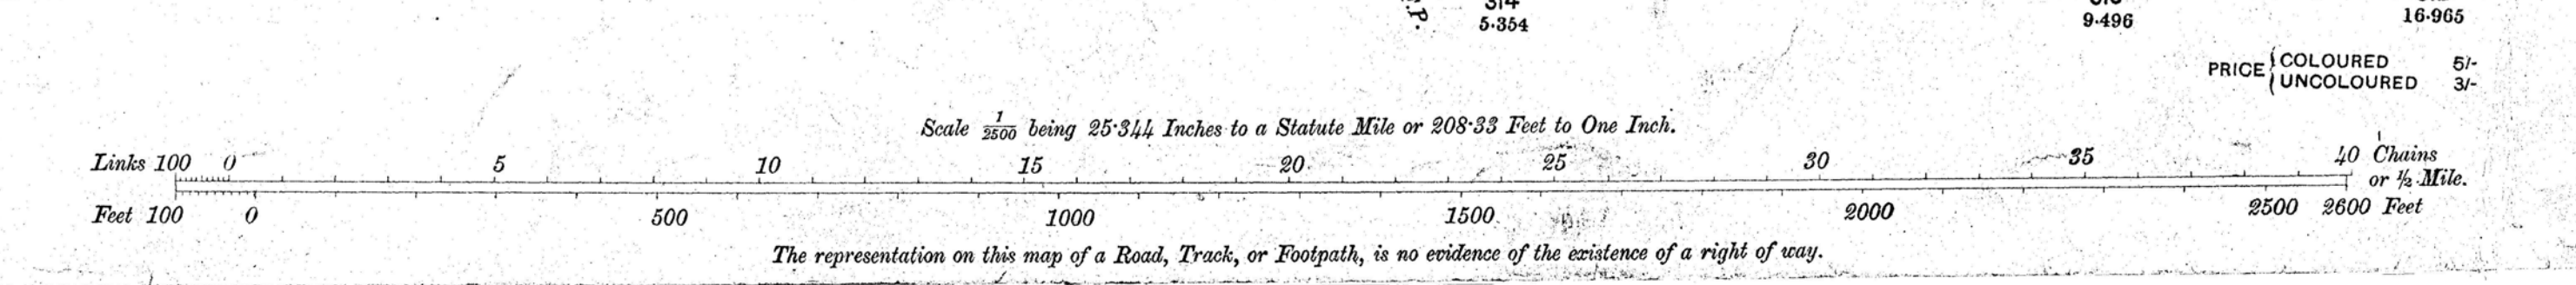 .P.
314
5·354
9·496
16·965
PRICE { COLOURED 5/-
UNCOLOURED 3/-
Scale 1/2500 being 25·344 Inches to a Statute Mile or 208·33 Feet to One Inch.
Links 100 0 5 10 15 20 25 30 35 40 Chains
or ½ Mile.
Feet 100 0 500 1000 1500 2000 2500 2600 Feet
The representation on this map of a Road, Track, or Footpath, is no evidence of the existence of a right of way.